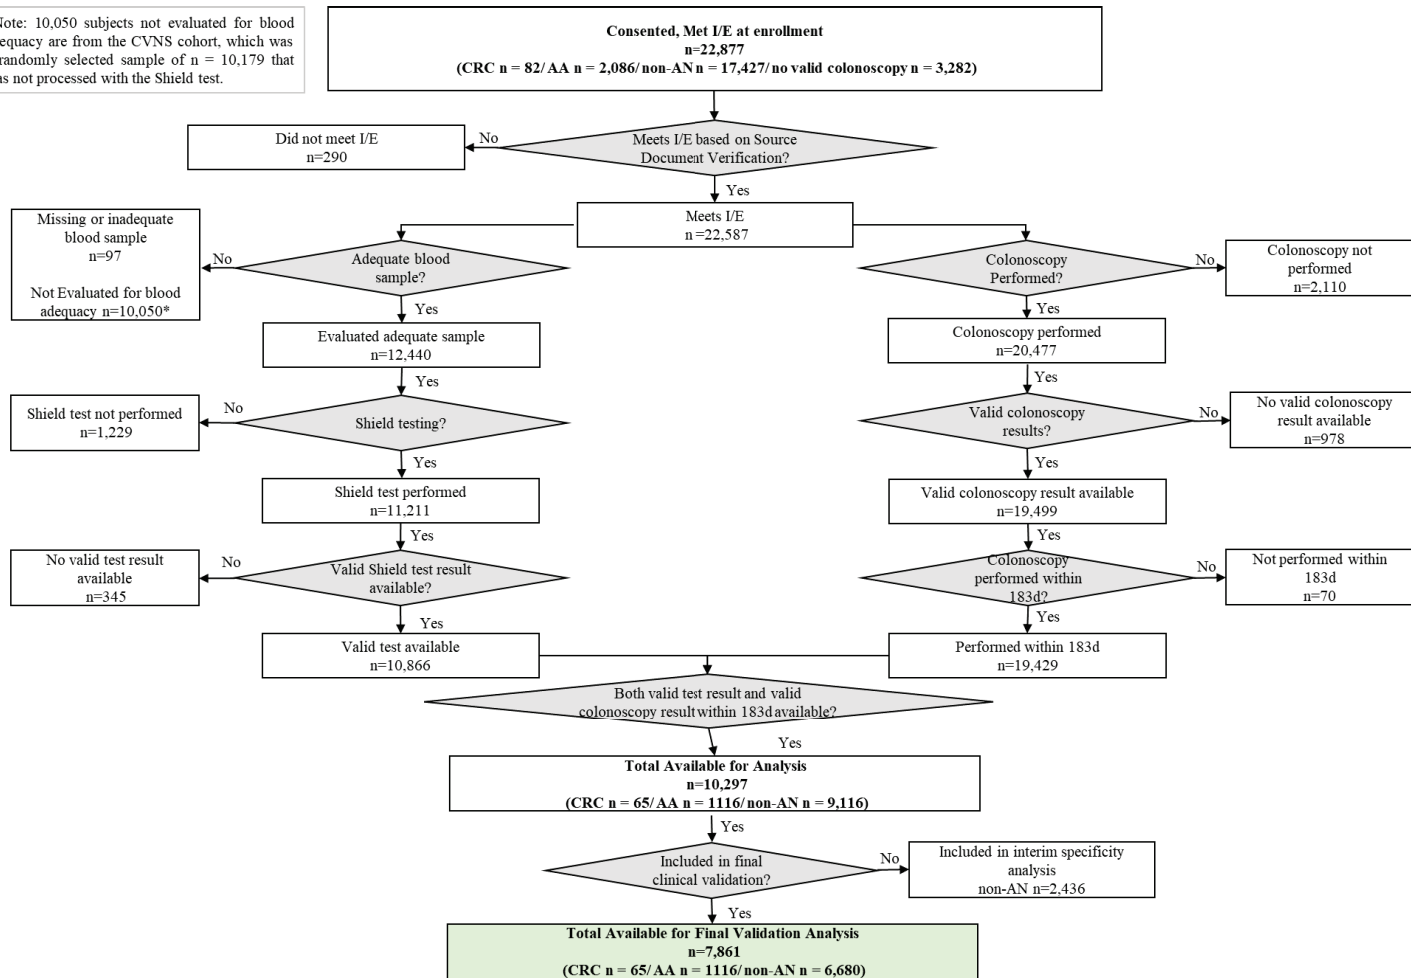 Note: 10,050 subjects not evaluated for blood
equacy are from the CVNS cohort, which was
randomly selected sample of n = 10,179 that
as not processed with the Shield test.
Consented, Met I/E at enrollment
n=22,877
(CRC n = 82/ AA n = 2,086/ non-AN n = 17,427/ no valid colonoscopy n = 3,282)
Did not meet I/E
n=290
No
Meets I/E based on Source
Document Verification?
Yes
Meets I/E
n =22,587
Missing or inadequate
blood sample
n=97
Not Evaluated for blood
adequacy n=10,050*
No
Adequate blood
sample?
Colonoscopy
Performed?
No
Colonoscopy not
performed
n=2,110
Yes
Yes
Evaluated adequate sample
n=12,440
Colonoscopy performed
n=20,477
Yes
Yes
Shield test not performed
n=1,229
No
Shield testing?
Valid colonoscopy
results?
No
No valid colonoscopy
result available
n=978
Yes
Yes
Shield test performed
n=11,211
Valid colonoscopy result available
n=19,499
Yes
Yes
No valid test result
available
n=345
No
Valid Shield test result
available?
Colonoscopy
performed within
183d?
No
Not performed within
183d
n=70
Yes
Yes
Valid test available
n=10,866
Performed within 183d
n=19,429
Both valid test result and valid
colonoscopy result within 183d available?
Yes
Total Available for Analysis
n=10,297
(CRC n = 65/ AA n = 1116/ non-AN n = 9,116)
Yes
Included in final
clinical validation?
No
Included in interim specificity
analysis
non-AN n=2,436
Yes
Total Available for Final Validation Analysis
n=7,861
(CRC n = 65/ AA n = 1116/ non-AN n = 6,680)